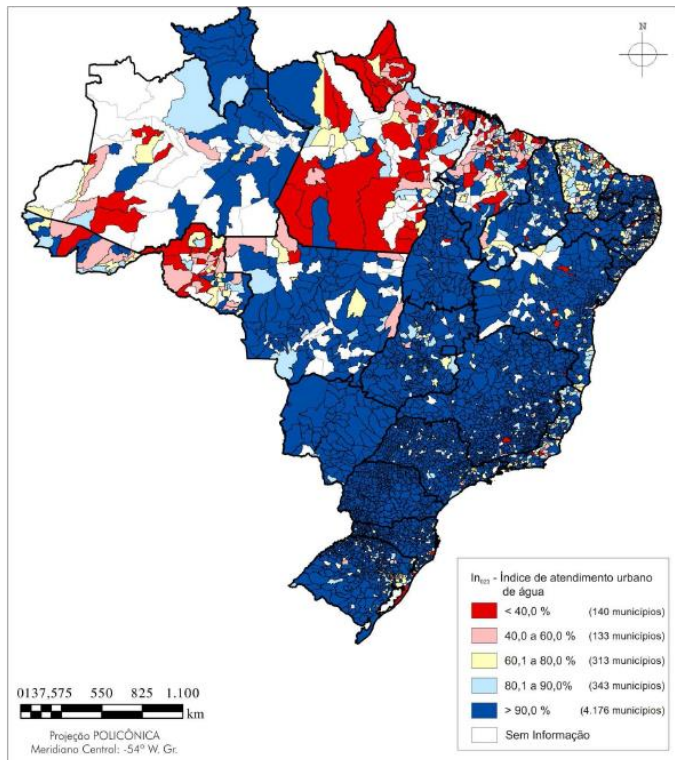 N
In₀₂₃ - Índice de atendimento urbano
de água
< 40,0 % (140 municípios)
40,0 a 60,0 % (133 municípios)
60,1 a 80,0 % (313 municípios)
80,1 a 90,0% (343 municípios)
> 90,0 % (4.176 municípios)
Sem Informação
0137,575 550 825 1.100
km
Projeção POLICÔNICA
Meridiano Central: -54º W. Gr.